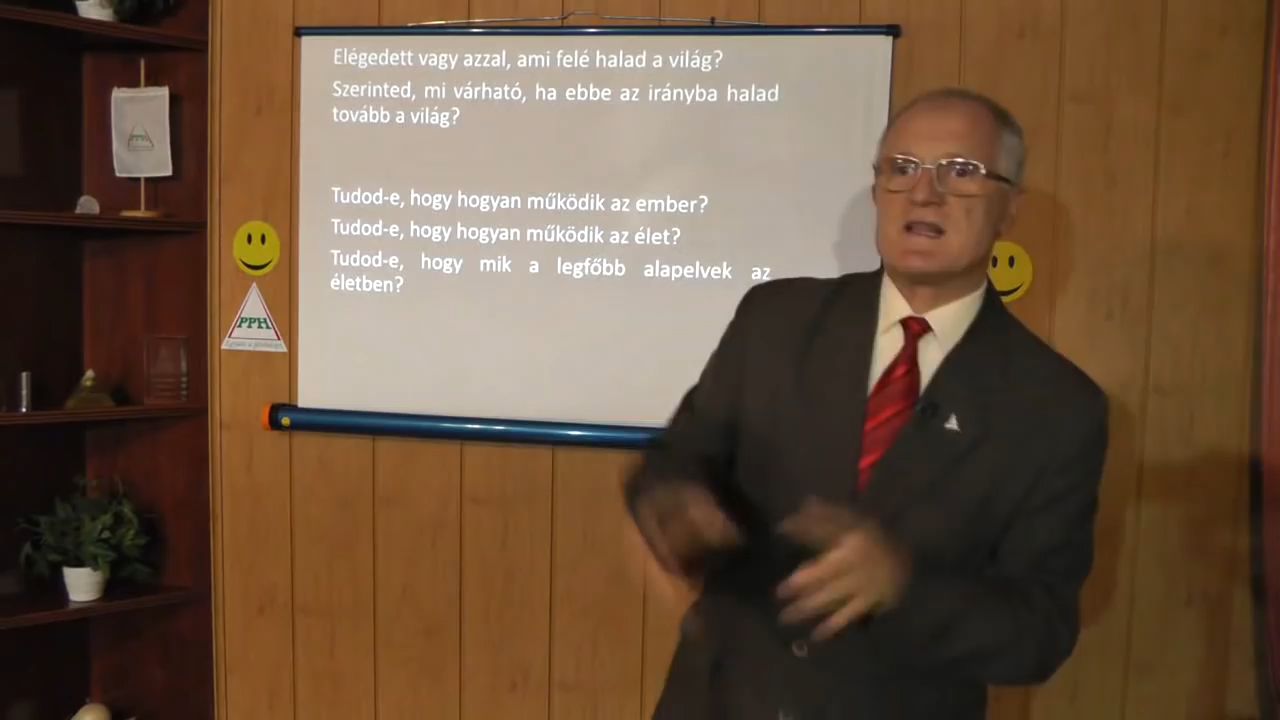 Elégedett vagy azzal, ami felé halad a világ?
Szerinted, mi várható, ha ebbe az irányba halad
tovább a világ?
Tudod-e, hogy hogyan működik az ember?
Tudod-e, hogy hogyan működik az élet?
Tudod-e, hogy mik a legfőbb alapelvek az
életben?
PPH